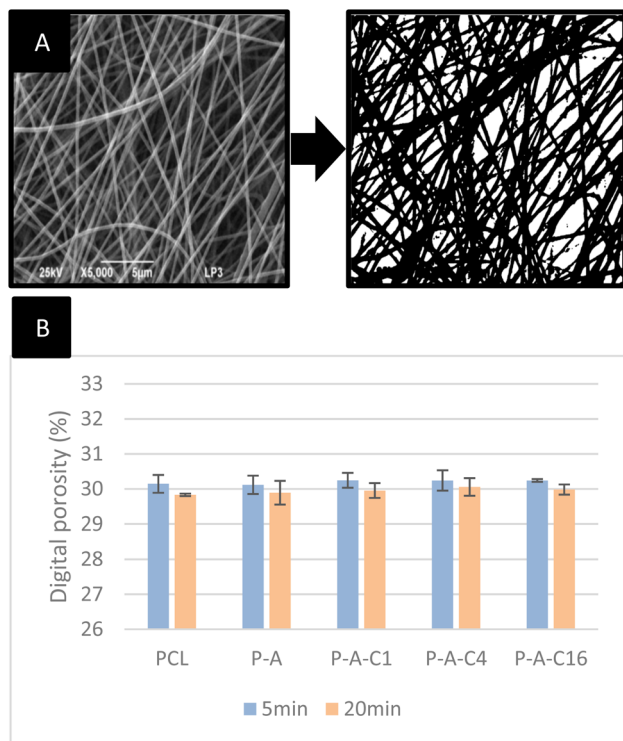 A
25kV X5,000 5µm LP3
B
Digital porosity (%)
33
32
31
30
29
28
27
26
PCL P-A P-A-C1 P-A-C4 P-A-C16
5min 20min